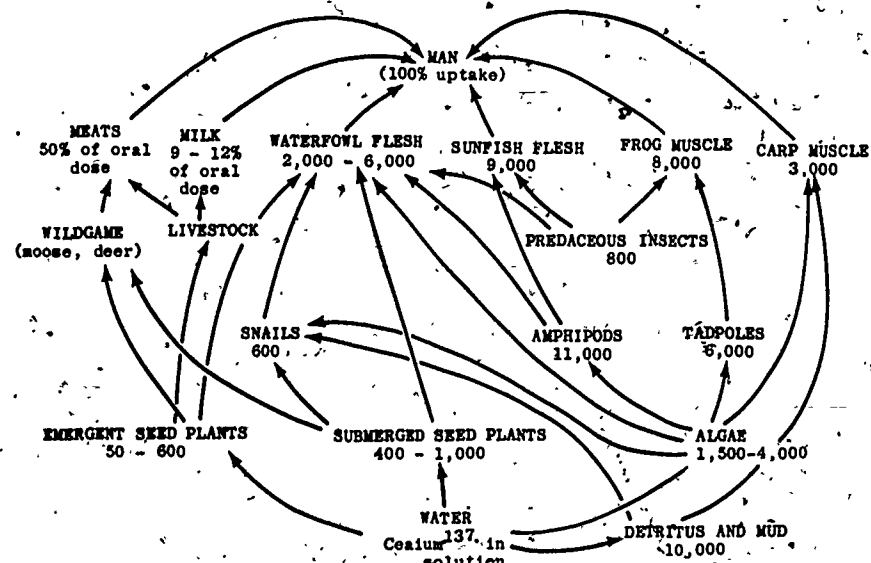 MAN
(100% uptake)
MEATS
50% of oral
dose
MILK
9 - 12%
of oral
dose
WATERFOWL FLESH
2,000 - 6,000
SUNFISH FLESH
9,000
FROG MUSCLE
8,000
CARP MUSCLE
3,000
WILDGAME
(moose, deer)
LIVESTOCK
PREDACEOUS INSECTS
800
SNAILS
600
AMPHIPODS
11,000
TADPOLES
6,000
EMERGENT SEED PLANTS
50 - 600
SUBMERGED SEED PLANTS
400 - 1,000
ALGAE
1,500-4,000
WATER
Cesium 137 in
solution
DETRITUS AND MUD
10,000